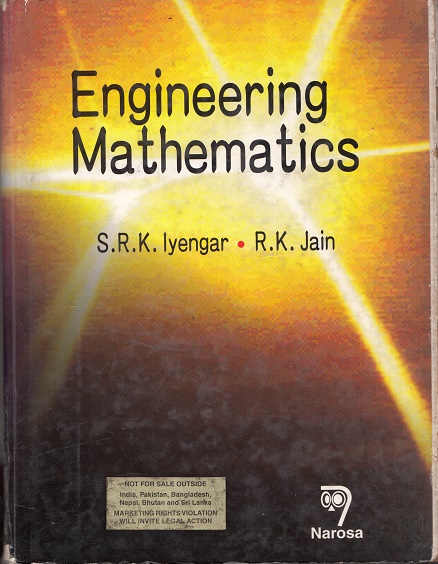 Engineering
Mathematics
S.R.K. Iyengar • R.K. Jain
NOT FOR SALE OUTSIDE
India, Pakistan, Bangladesh,
Nepal, Bhutan and Sri Lanka
MARKETING RIGHTS VIOLATION
WILL INVITE LEGAL ACTION
Narosa